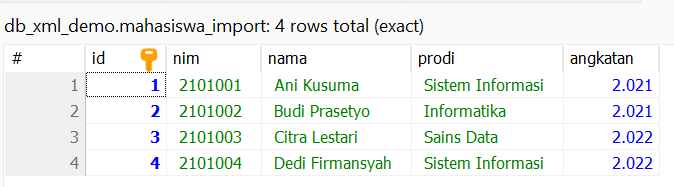 db_xml_demo.mahasiswa_import: 4 rows total (exact)
# id nim nama prodi angkatan
1 1 2101001 Ani Kusuma Sistem Informasi 2.021
2 2 2101002 Budi Prasetyo Informatika 2.021
3 3 2101003 Citra Lestari Sains Data 2.022
4 4 2101004 Dedi Firmansyah Sistem Informasi 2.022